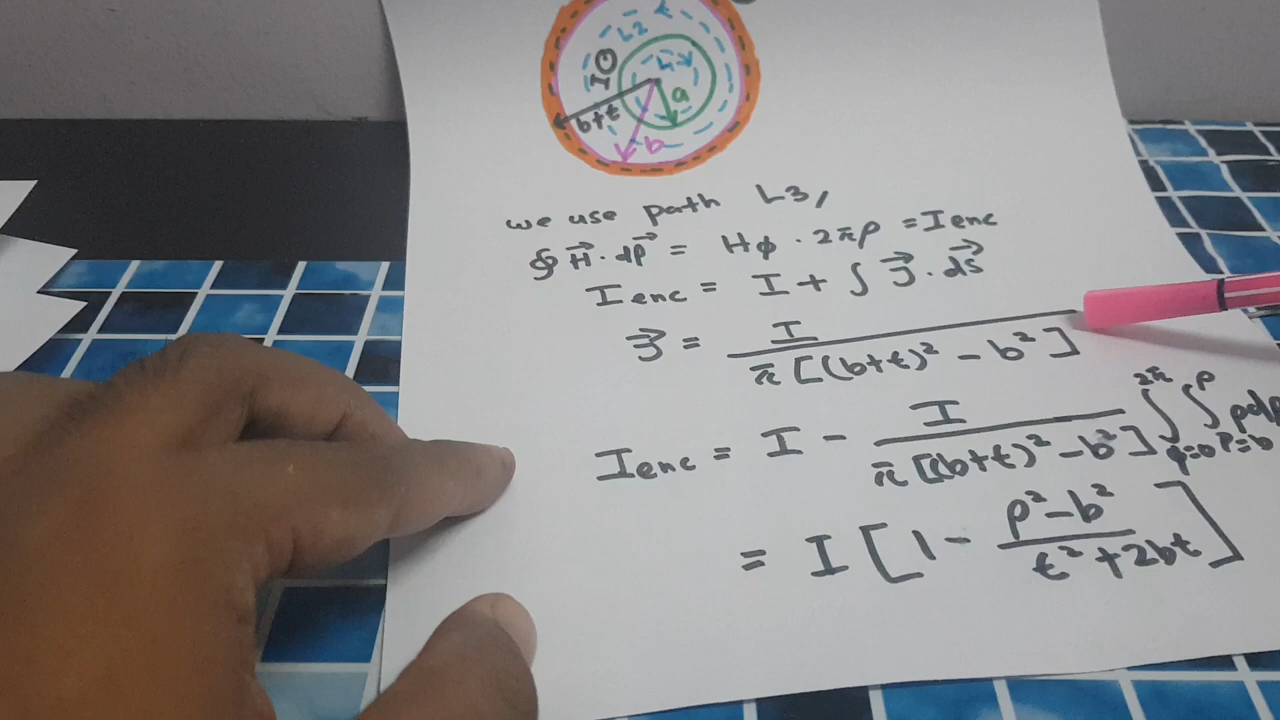 L2
L1
I
a
b+t
b
we use path L3,
∮ H⃗ · dρ⃗ = Hϕ · 2πρ = Ienc
Ienc = I + ∫ J⃗ · ds⃗
J⃗ = I / π[(b+t)² − b²]
Ienc = I − I / π[(b+t)² − b²] ∫ϕ=0^2π ∫ρ=b^ρ ρdρ
= I [1 − ρ² − b² / t² + 2bt]